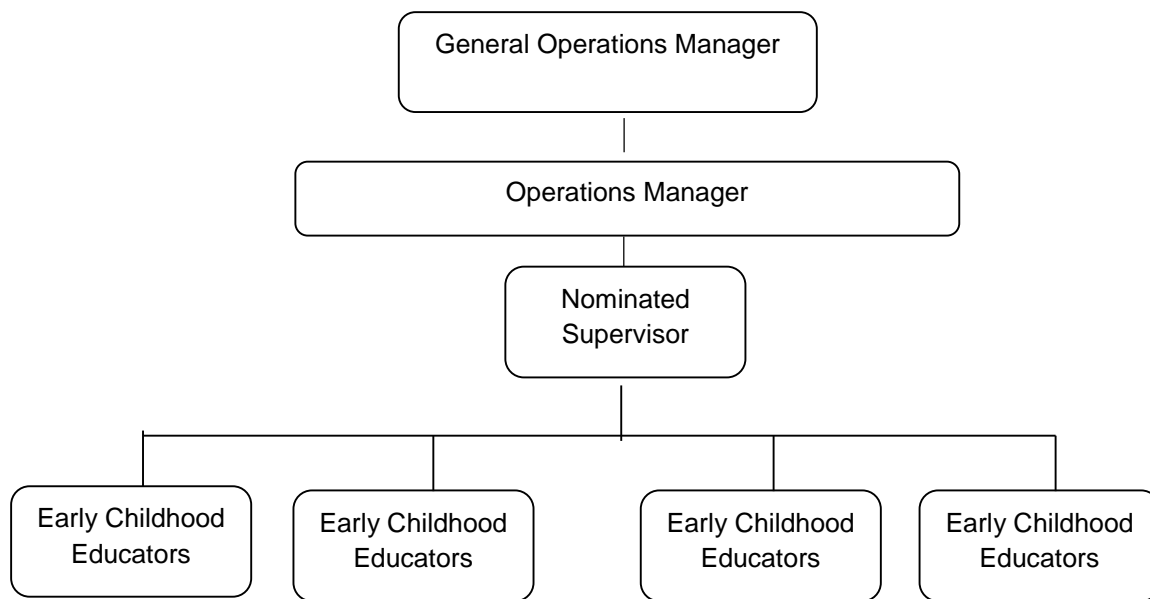 General Operations Manager
Operations Manager
Nominated
Supervisor
Early Childhood
Educators
Early Childhood
Educators
Early Childhood
Educators
Early Childhood
Educators